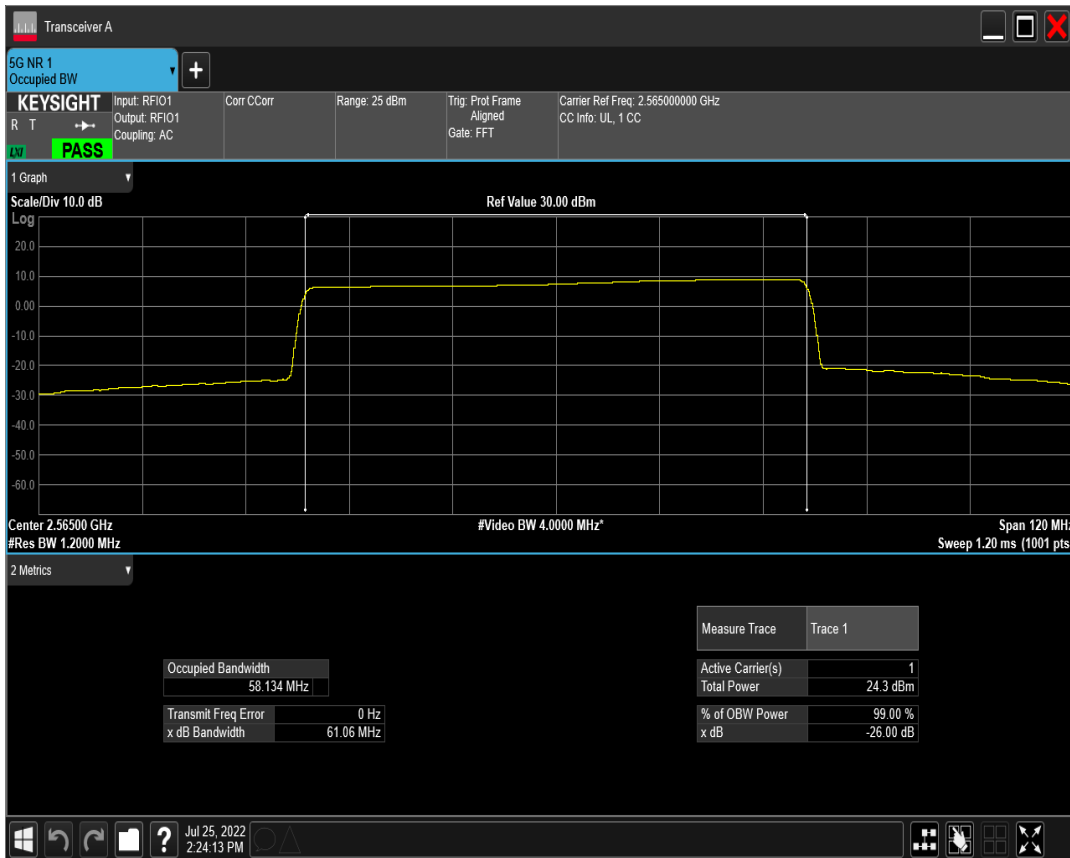 Transceiver A
5G NR 1
Occupied BW
KEYSIGHT
R T
LXI
PASS
Input: RFIO1
Output: RFIO1
Coupling: AC
Corr CCorr
Range: 25 dBm
Trig: Prot Frame
Aligned
Gate: FFT
Carrier Ref Freq: 2.565000000 GHz
CC Info: UL, 1 CC
1 Graph
Scale/Div 10.0 dB
Ref Value 30.00 dBm
Log
20.0
10.0
0.00
-10.0
-20.0
-30.0
-40.0
-50.0
-60.0
Center 2.56500 GHz
#Video BW 4.0000 MHz*
Span 120 MHz
#Res BW 1.2000 MHz
Sweep 1.20 ms (1001 pts
2 Metrics
Measure Trace Trace 1
Occupied Bandwidth
58.134 MHz
Active Carrier(s) 1
Total Power 24.3 dBm
Transmit Freq Error 0 Hz
x dB Bandwidth 61.06 MHz
% of OBW Power 99.00 %
x dB -26.00 dB
?
Jul 25, 2022
2:24:13 PM